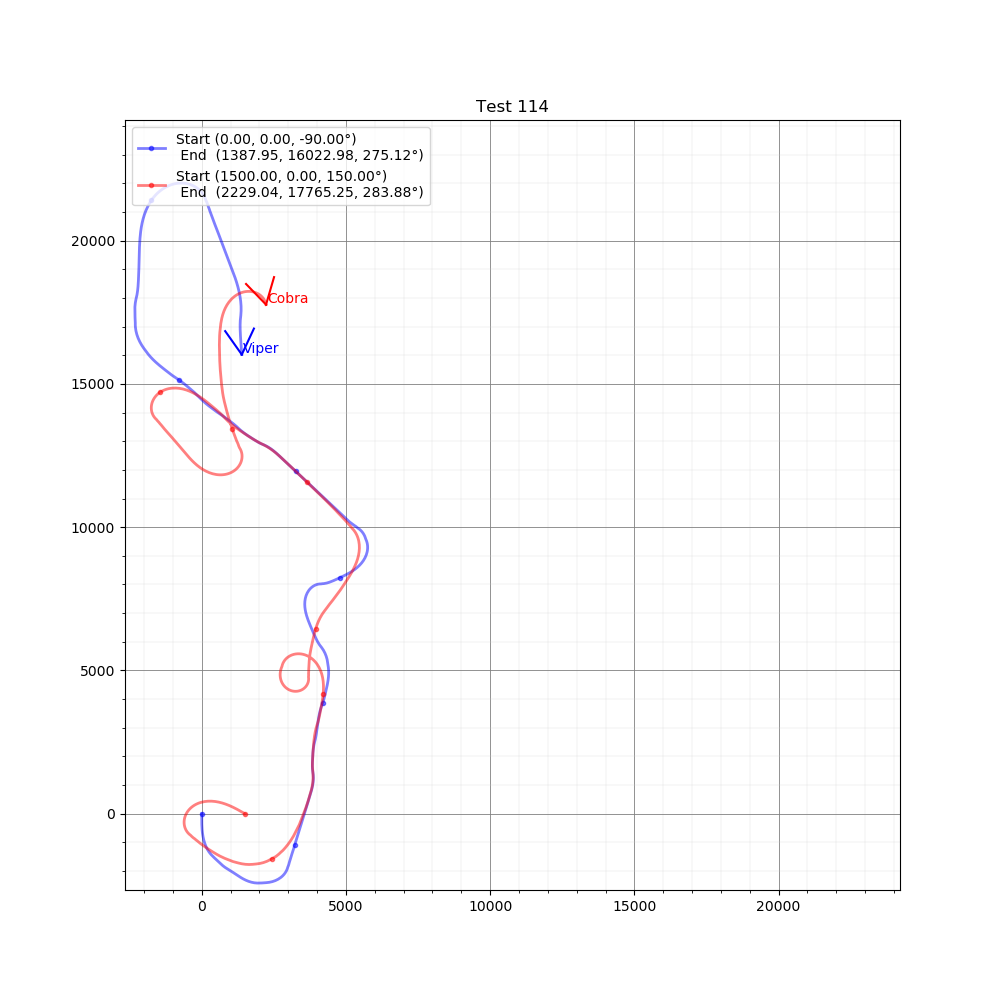 Test 114
Start (0.00, 0.00, -90.00°)
End (1387.95, 16022.98, 275.12°)
Start (1500.00, 0.00, 150.00°)
End (2229.04, 17765.25, 283.88°)
20000
Cobra
Viper
15000
10000
5000
0
0 5000 10000 15000 20000